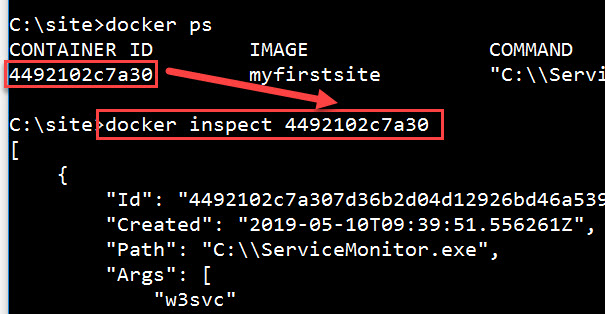 C:\site>docker ps
CONTAINER ID IMAGE COMMAND
4492102c7a30 myfirstsite "C:\\Servi
C:\site>docker inspect 4492102c7a30
[
{
"Id": "4492102c7a307d36b2d04d12926bd46a539
"Created": "2019-05-10T09:39:51.556261Z",
"Path": "C:\\ServiceMonitor.exe",
"Args": [
"w3svc"